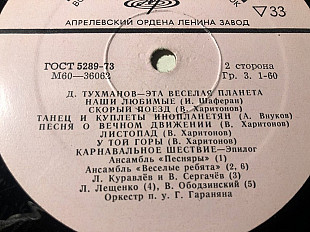 АПРЕЛЕВСКИЙ ОРДЕНА ЛЕНИНА ЗАВОД
▽33
ГОСТ 5289-73
2 сторона
М60—36062
Гр. 3. 1-60
Д. ТУХМАНОВ—ЭТА ВЕСЕЛАЯ ПЛАНЕТА
НАШИ ЛЮБИМЫЕ (И. Шаферан)
СКОРЫЙ ПОЕЗД (В. Харитонов)
ТАНЕЦ И КУПЛЕТЫ ИНОПЛАНЕТЯН (А. Внуков)
ПЕСНЯ О ВЕЧНОМ ДВИЖЕНИИ (В. Харитонов)
ЛИСТОПАД (В. Харитонов)
У ТОЙ ГОРЫ (В. Харитонов)
КАРНАВАЛЬНОЕ ШЕСТВИЕ—Эпилог
Ансамбль «Песняры» (1)
Ансамбль «Веселые ребята» (2, 6)
Л. Куравлёв и В. Сергачёв (3)
Л. Лещенко (4), В. Ободзинский (5)
Оркестр п. у. Г. Гараняна